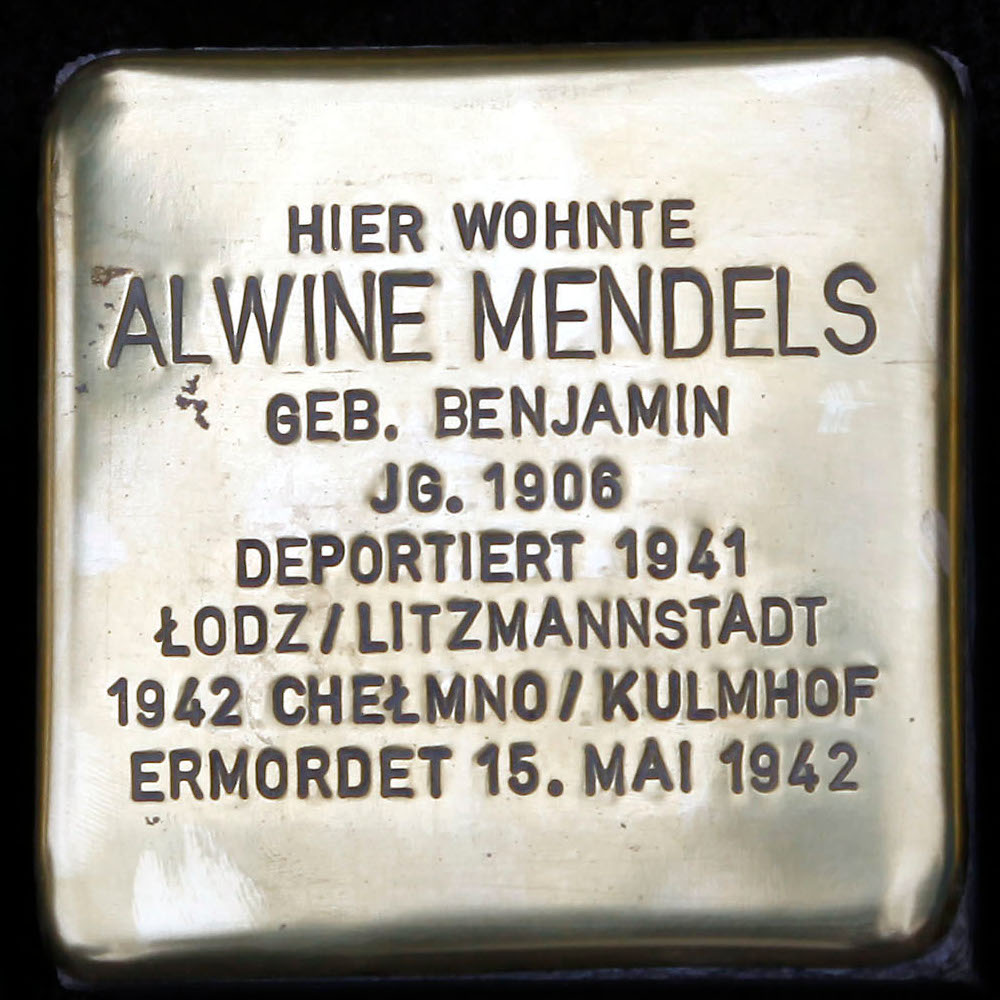 HIER WOHNTE
ALWINE MENDELS
GEB. BENJAMIN
JG. 1906
DEPORTIERT 1941
ŁODZ/LITZMANNSTADT
1942 CHEŁMNO/KULMHOF
ERMORDET 15. MAI 1942